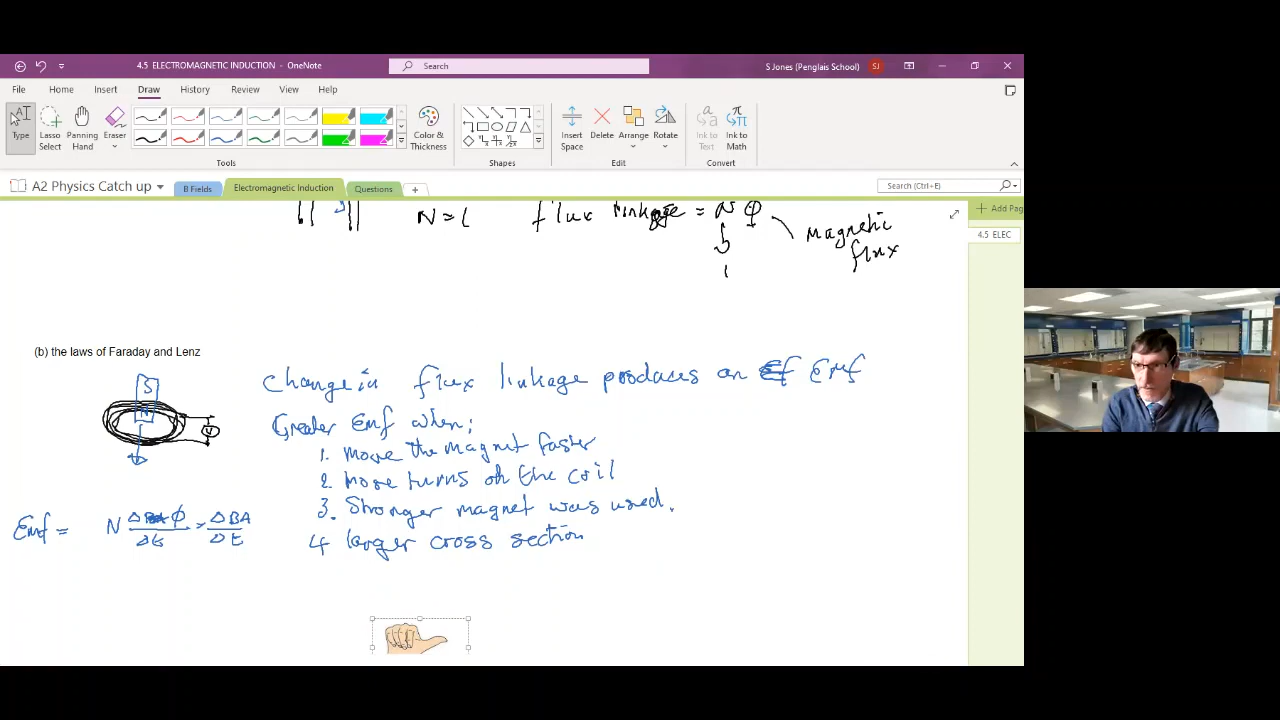 4.5 ELECTROMAGNETIC INDUCTION - OneNote
Search
S Jones (Penglais School)
SJ
File
Home
Insert
Draw
History
Review
View
Help
Type
Lasso Select
Panning Hand
Eraser
Color & Thickness
Insert Space
Delete
Arrange
Rotate
Ink to Text
Ink to Math
Tools
Shapes
Edit
Convert
A2 Physics Catch up
B Fields
Electromagnetic Induction
Questions
Search (Ctrl+E)
Add Pag
4.5 ELEC
flux linkage = N Φ
magnetic flux
1
(b) the laws of Faraday and Lenz
S
N
V
Change in flux linkage produces an Emf
Greater Emf when;
1. move the magnet faster
2. more turns on the coil
3. Stronger magnet was used.
4 larger cross section
Emf = N Δ Φ / Δt = ΔBA / Δt